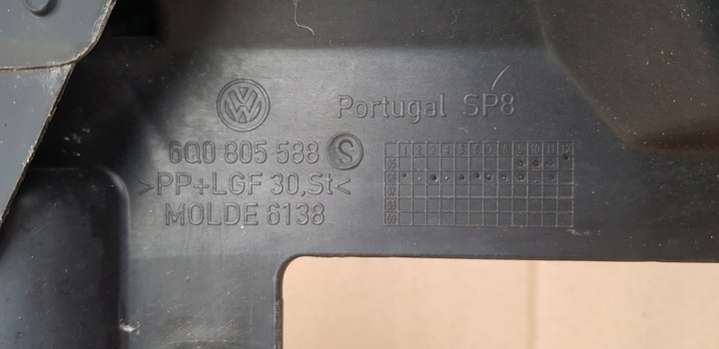 Portugal SP8
6Q0 805 588 S
>PP+LGF 30,St<
MOLDE 6138